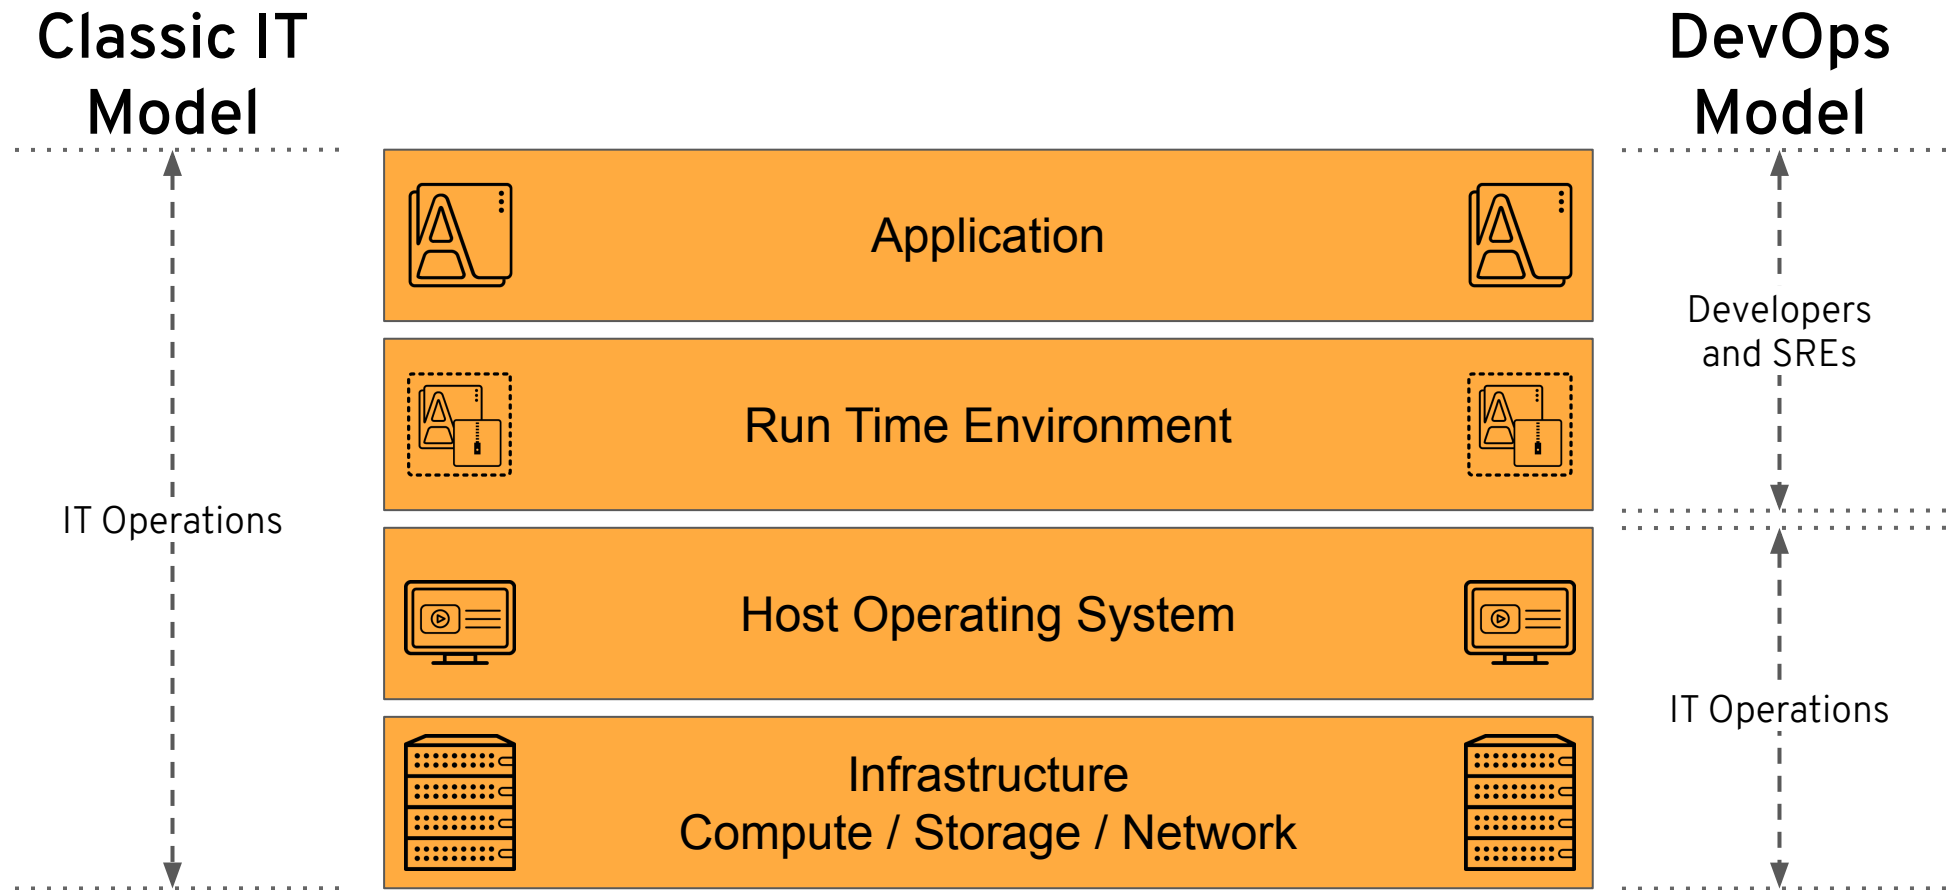 Classic IT
Model
DevOps
Model
Application
Developers
and SREs
Run Time Environment
IT Operations
Host Operating System
IT Operations
Infrastructure
Compute / Storage / Network